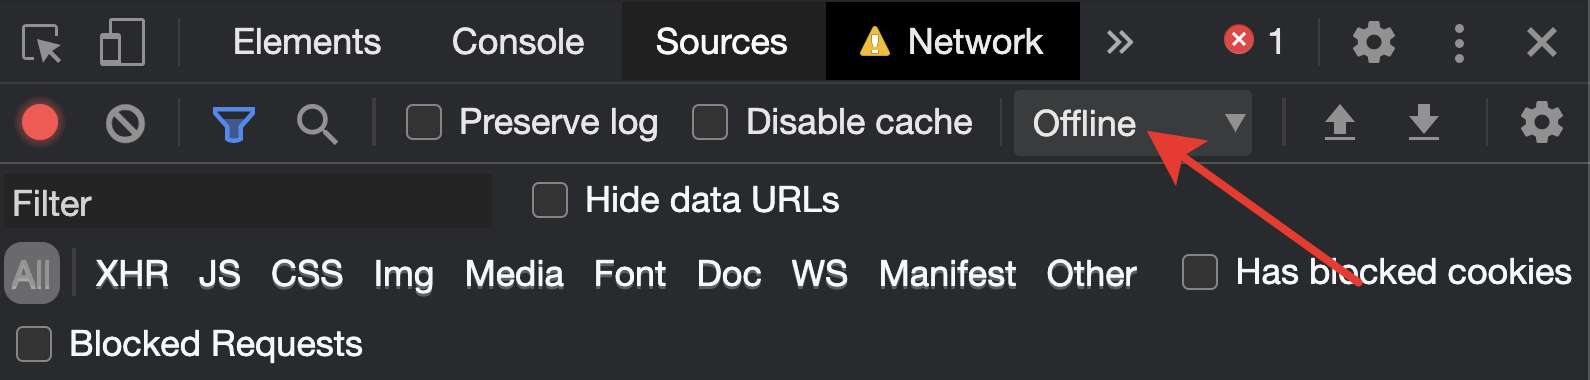 Elements Console Sources Network 1
Preserve log Disable cache Offline
Filter Hide data URLs
All XHR JS CSS Img Media Font Doc WS Manifest Other Has blocked cookies
Blocked Requests